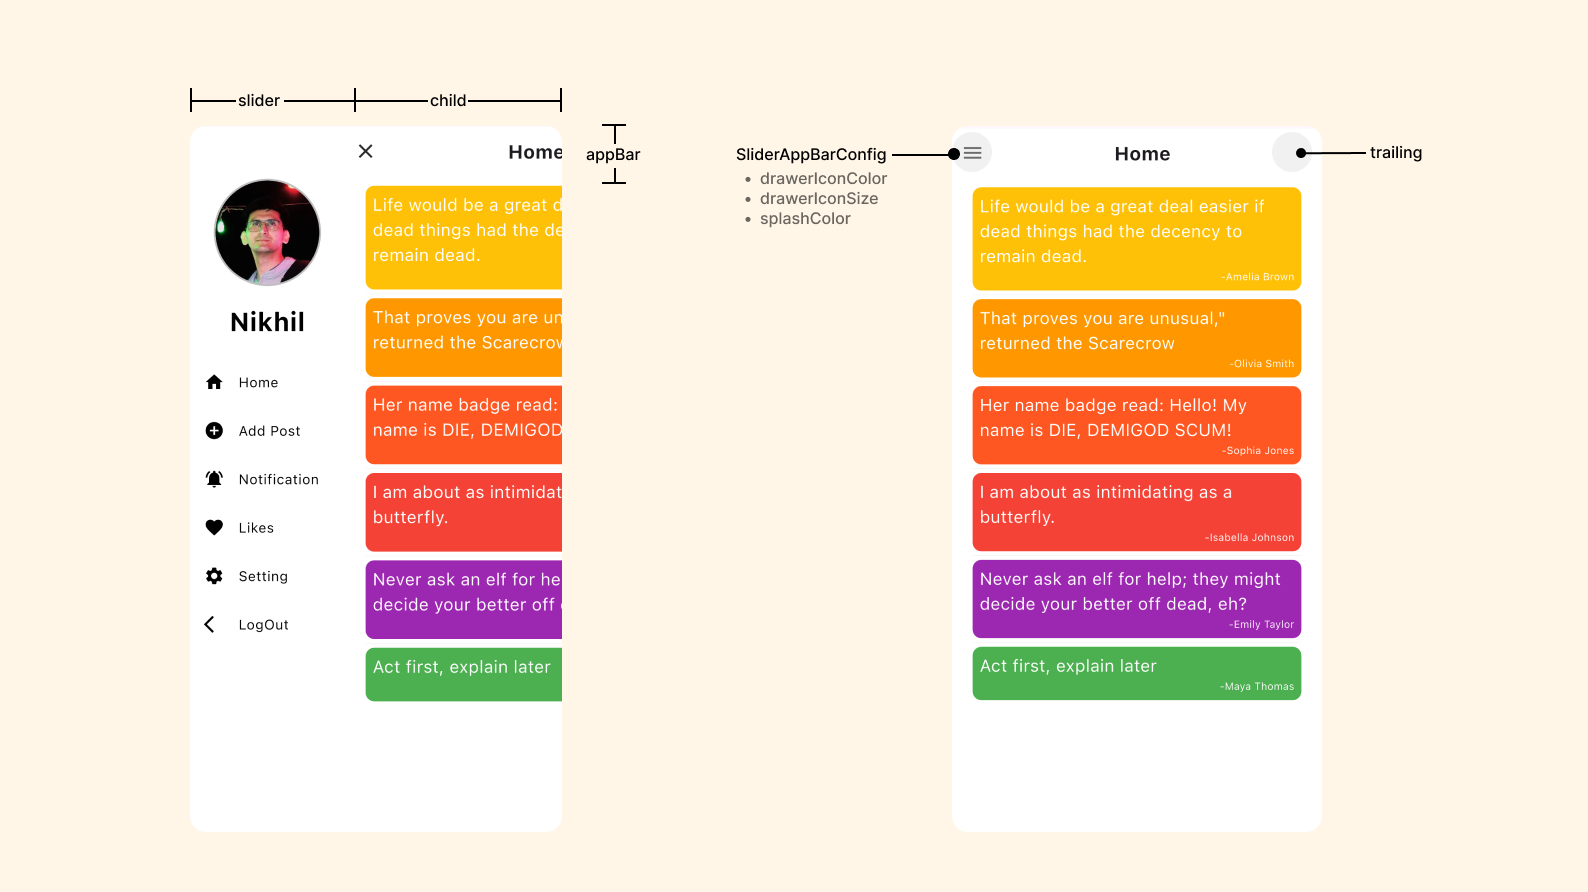 slider
child
Home
Life would be a great d
dead things had the de
remain dead.
That proves you are un
returned the Scarecrow
Her name badge read:
name is DIE, DEMIGOD
I am about as intimidat
butterfly.
Never ask an elf for he
decide your better off
Act first, explain later
Nikhil
Home
Add Post
Notification
Likes
Setting
LogOut
appBar
SliderAppBarConfig
• drawerIconColor
• drawerIconSize
• splashColor
Home
trailing
Life would be a great deal easier if
dead things had the decency to
remain dead.
-Amelia Brown
That proves you are unusual,"
returned the Scarecrow
-Olivia Smith
Her name badge read: Hello! My
name is DIE, DEMIGOD SCUM!
-Sophia Jones
I am about as intimidating as a
butterfly.
-Isabella Johnson
Never ask an elf for help; they might
decide your better off dead, eh?
-Emily Taylor
Act first, explain later
-Maya Thomas